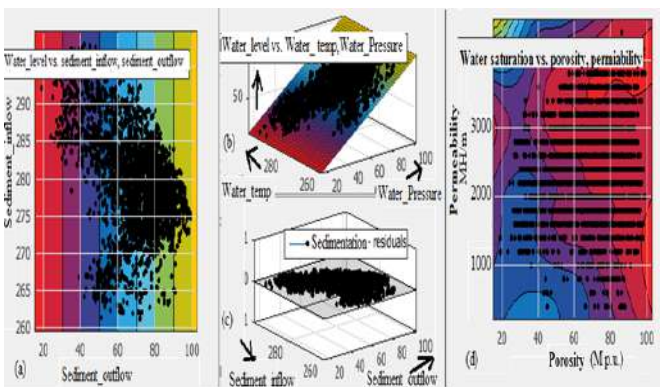 Water_level vs. sediment_inflow, sediment_outflow
Sediment_inflow
290
285
280
275
270
265
260
20 40 60 80 100
(a)
Sediment_outflow
(Water_level vs. Water_temp,Water_Pressure
50
(b)
280
260
20
40
60
80
100
Water_temp
Water_Pressure
1
0
1
Sedimentation - residuals
(c)
280
260
20
40
60
80
100
Sediment_inflow
Sediment_outflow
Water saturation vs. porosity, permiability
Permeability
MH/m
3000
2000
1000
20 40 60 80 100
(d)
Porosity (M p.u.)